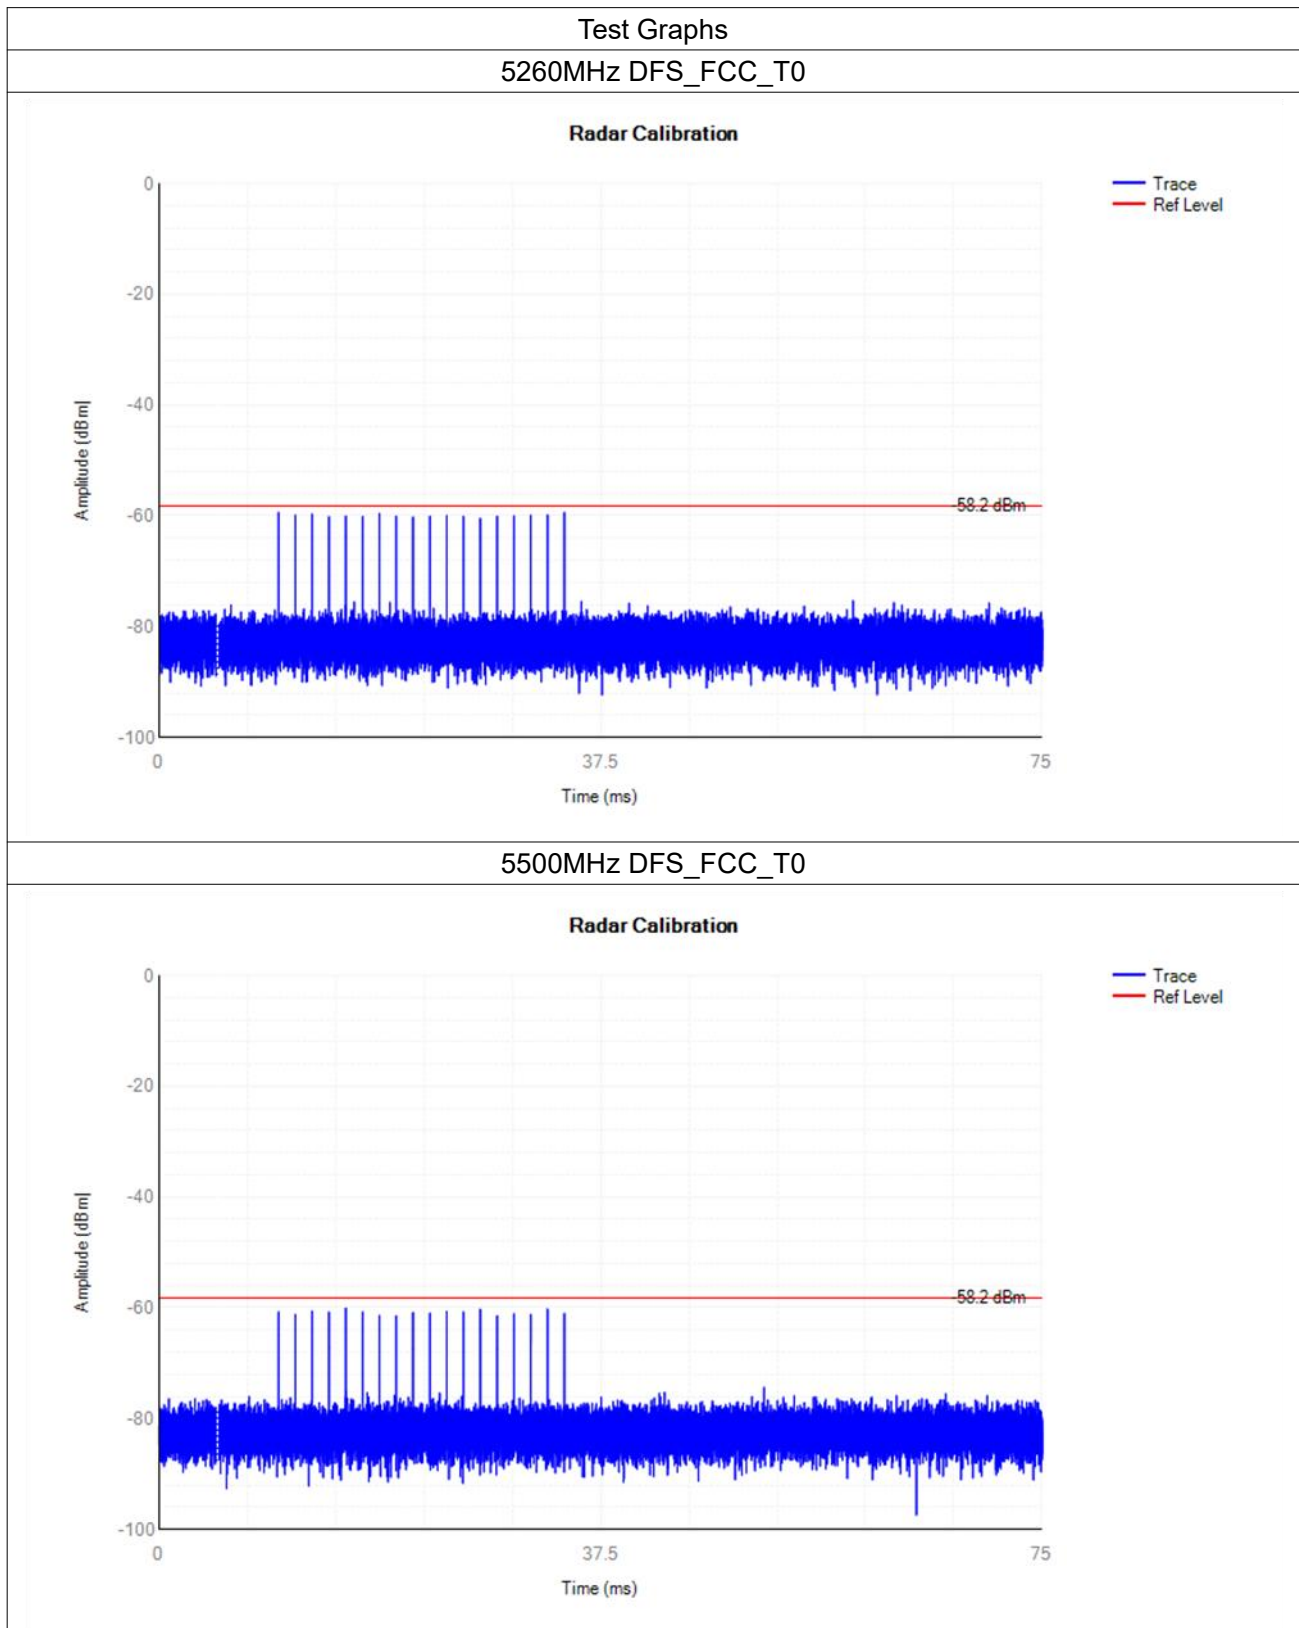 Test Graphs
5260MHz DFS_FCC_T0
Radar Calibration
Trace
Ref Level
0
-20
-40
-60
-80
-100
Amplitude [dBm]
-58.2 dBm
0
37.5
75
Time (ms)
5500MHz DFS_FCC_T0
Radar Calibration
Trace
Ref Level
0
-20
-40
-60
-80
-100
Amplitude [dBm]
-58.2 dBm
0
37.5
75
Time (ms)